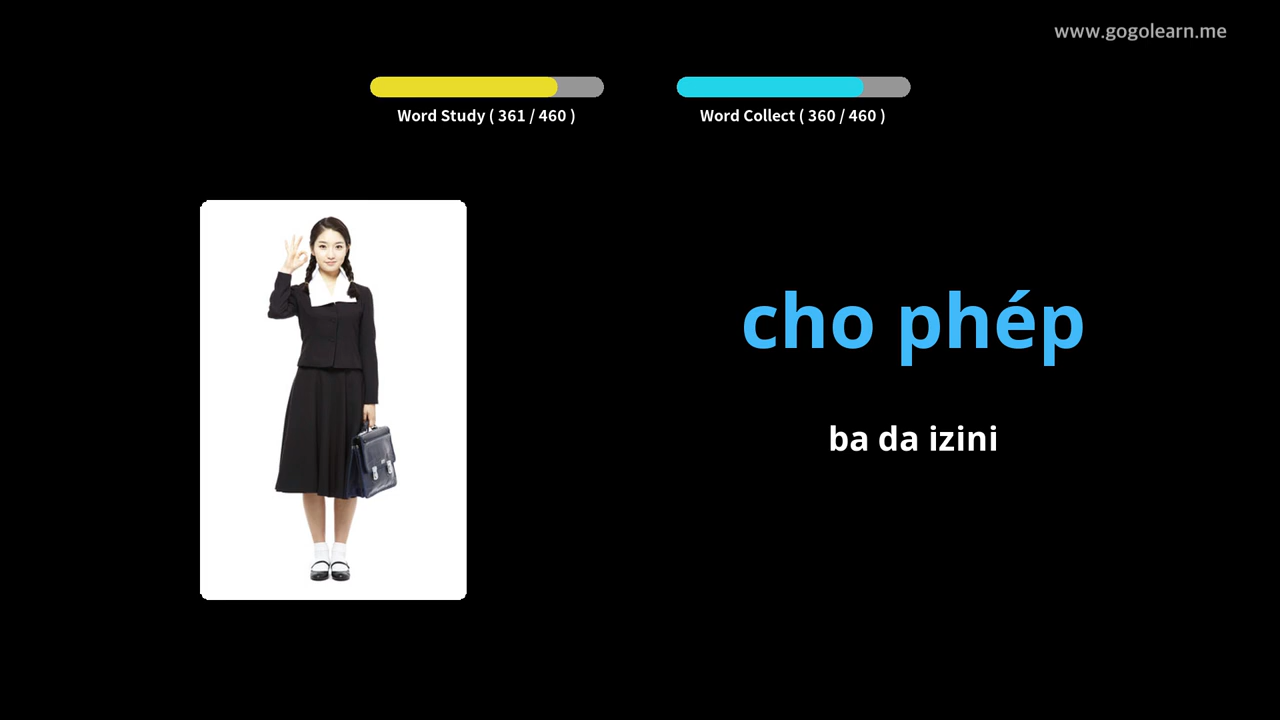 www.gogolearn.me
Word Study ( 361 / 460 )
Word Collect ( 360 / 460 )
cho phép
ba da izini